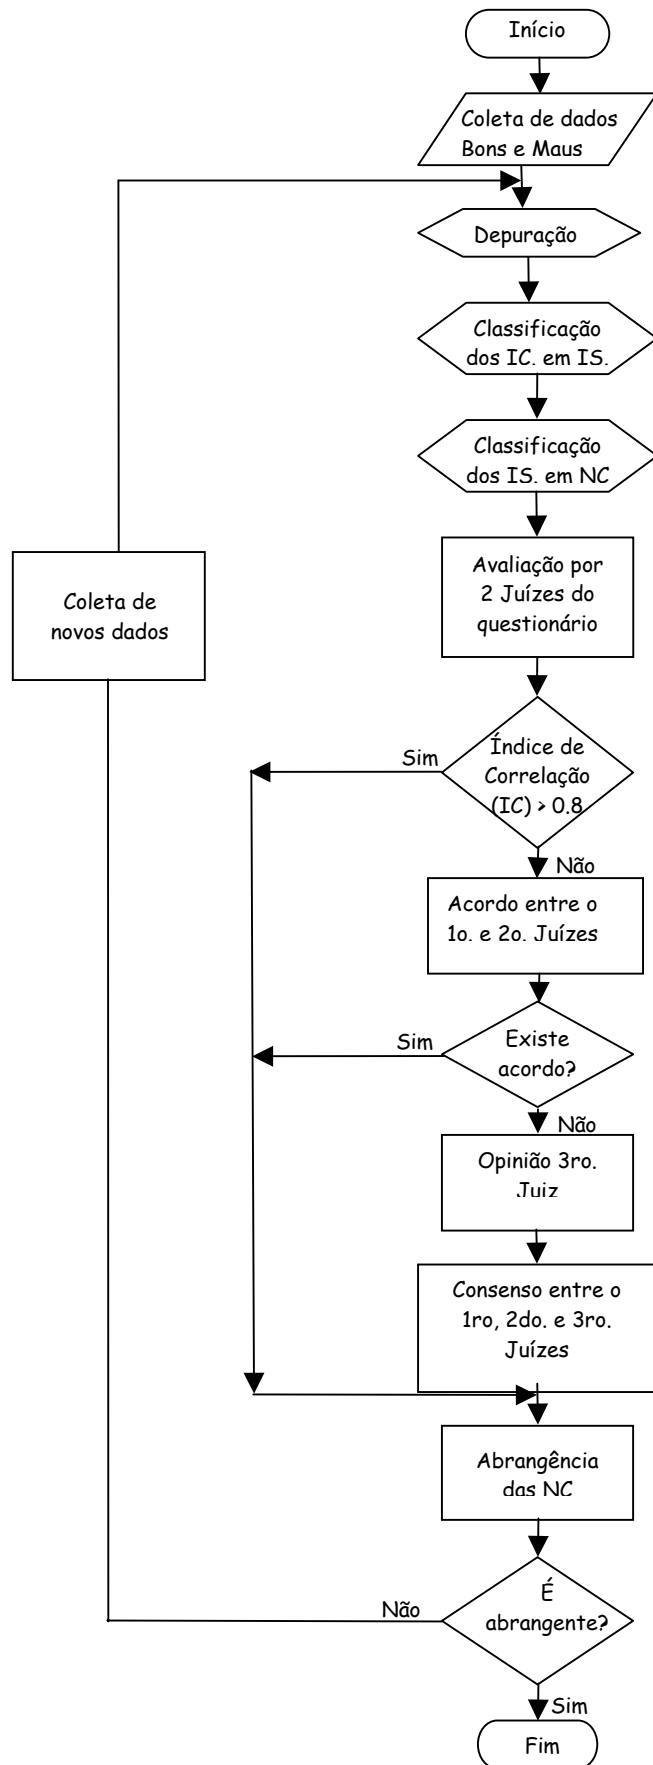 Início
Coleta de dados
Bons e Maus
Depuração
Classificação
dos IC. em IS.
Classificação
dos IS. em NC
Avaliação por
2 Juízes do
questionário
Coleta de
novos dados
Sim
Índice de
Correlação
(IC) > 0.8
Não
Acordo entre o
1o. e 2o. Juízes
Sim
Existe
acordo?
Não
Opinião 3ro.
Juiz
Consenso entre o
1ro, 2do. e 3ro.
Juízes
Abrangência
das NC
Não
É
abrangente?
Sim
Fim